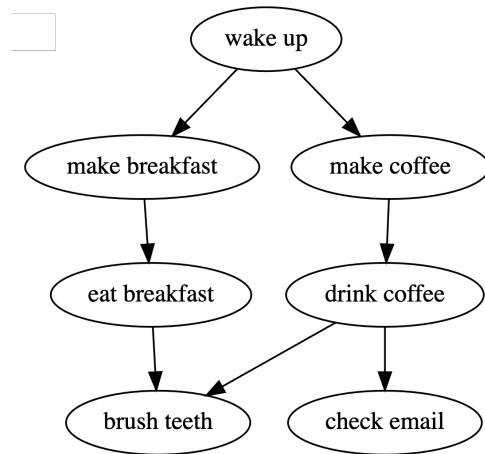 wake up
make breakfast
make coffee
eat breakfast
drink coffee
brush teeth
check email